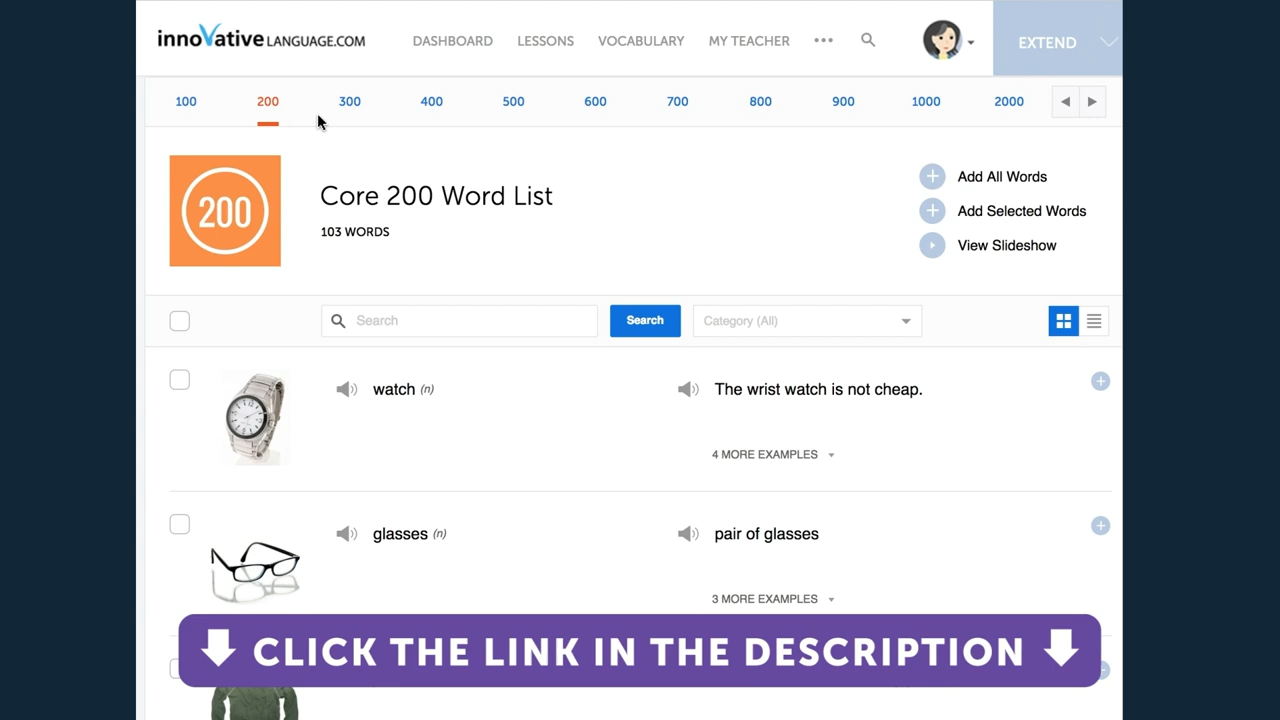 innovative LANGUAGE.COM
DASHBOARD LESSONS VOCABULARY MY TEACHER ••• EXTEND
100 200 300 400 500 600 700 800 900 1000 2000
200
Core 200 Word List
103 WORDS
Add All Words
Add Selected Words
View Slideshow
Search Search Category (All)
watch (n) The wrist watch is not cheap.
4 MORE EXAMPLES
glasses (n) pair of glasses
3 MORE EXAMPLES
CLICK THE LINK IN THE DESCRIPTION